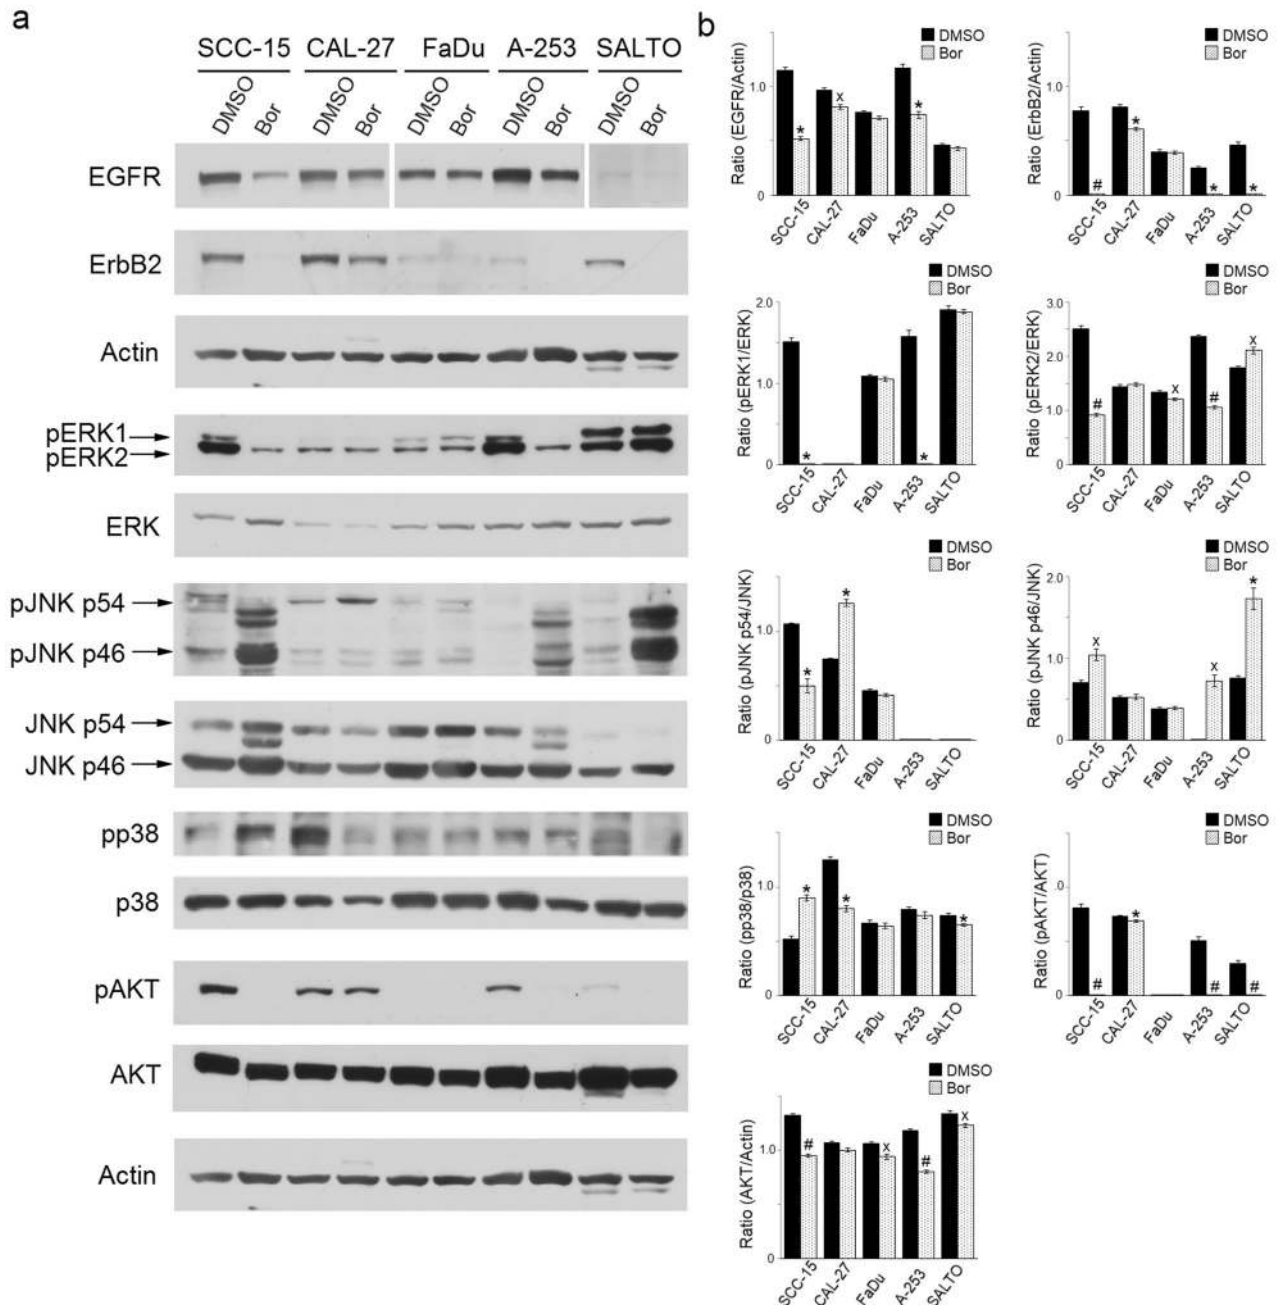 a
SCC-15 CAL-27 FaDu A-253 SALTO
DMSO Bor DMSO Bor DMSO Bor DMSO Bor DMSO Bor
EGFR
ErbB2
Actin
pERK1
pERK2
ERK
pJNK p54
pJNK p46
JNK p54
JNK p46
pp38
p38
pAKT
AKT
Actin
b
DMSO
Bor
Ratio (EGFR/Actin)
1.0
0
* x *
SCC-15 CAL-27 FaDu A-253 SALTO
DMSO
Bor
Ratio (ErbB2/Actin)
1.0
0
# * * *
SCC-15 CAL-27 FaDu A-253 SALTO
DMSO
Bor
Ratio (pERK1/ERK)
2.0
1.0
0
* *
SCC-15 CAL-27 FaDu A-253 SALTO
DMSO
Bor
Ratio (pERK2/ERK)
3.0
2.0
1.0
0
# x # x
SCC-15 CAL-27 FaDu A-253 SALTO
DMSO
Bor
Ratio (pJNK p54/JNK)
1.0
0
* *
SCC-15 CAL-27 FaDu A-253 SALTO
DMSO
Bor
Ratio (pJNK p46/JNK)
2.0
1.0
0
x x *
SCC-15 CAL-27 FaDu A-253 SALTO
DMSO
Bor
Ratio (pp38/p38)
1.0
0
* * *
SCC-15 CAL-27 FaDu A-253 SALTO
DMSO
Bor
Ratio (pAKT/AKT)
.0
0
# * # #
SCC-15 CAL-27 FaDu A-253 SALTO
DMSO
Bor
Ratio (AKT/Actin)
1.0
0
# x # x
SCC-15 CAL-27 FaDu A-253 SALTO